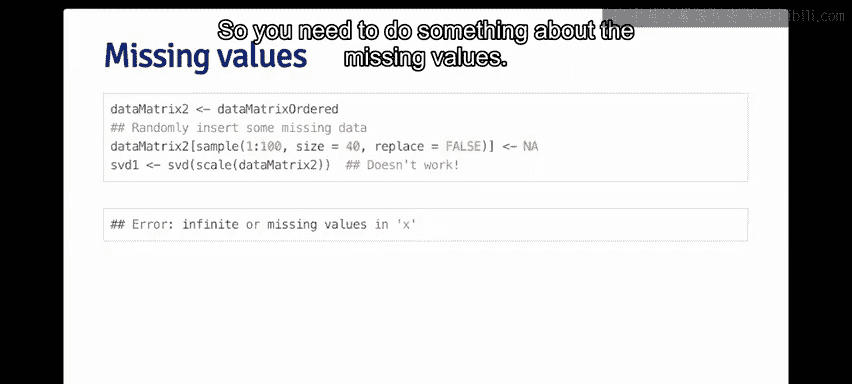 So you need to do something about the
missing values.
Missing values
dataMatrix2 <- dataMatrixOrdered
## Randomly insert some missing data
dataMatrix2[sample(1:100, size = 40, replace = FALSE)] <- NA
svd1 <- svd(scale(dataMatrix2))  ## Doesn't work!
## Error: infinite or missing values in 'x'